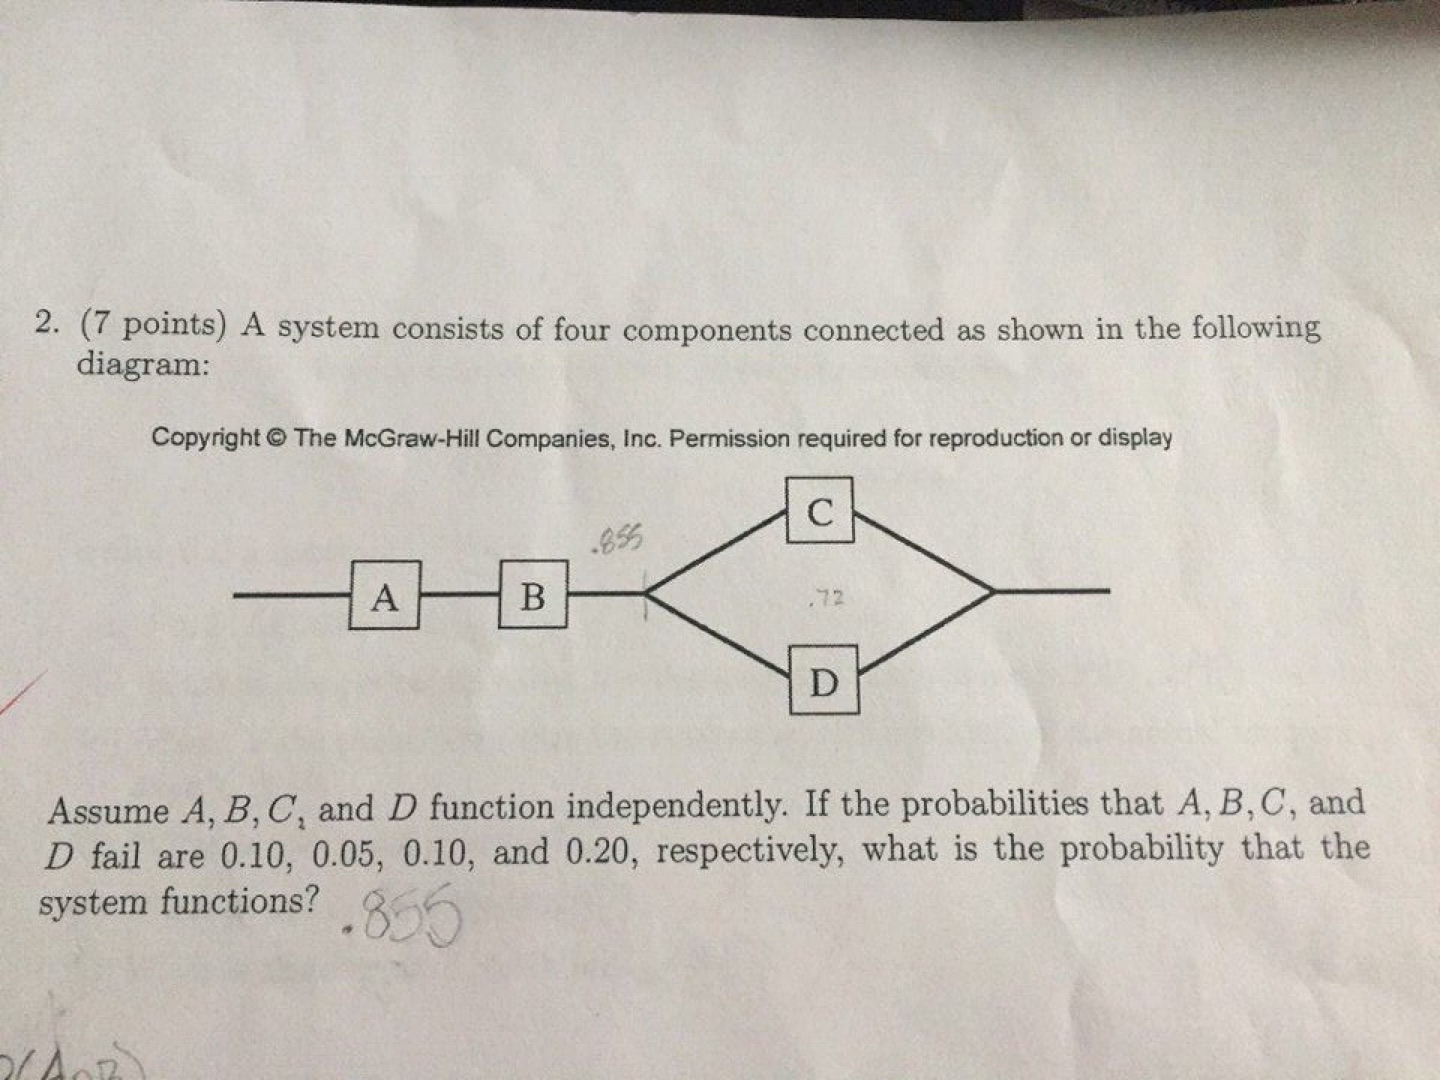 2. (7 points) A system consists of four components connected as shown in the following
diagram:
Copyright © The McGraw-Hill Companies, Inc. Permission required for reproduction or display
C
.855
A
B
.72
D
Assume A, B, C, and D function independently. If the probabilities that A, B, C, and
D fail are 0.10, 0.05, 0.10, and 0.20, respectively, what is the probability that the
system functions? .855